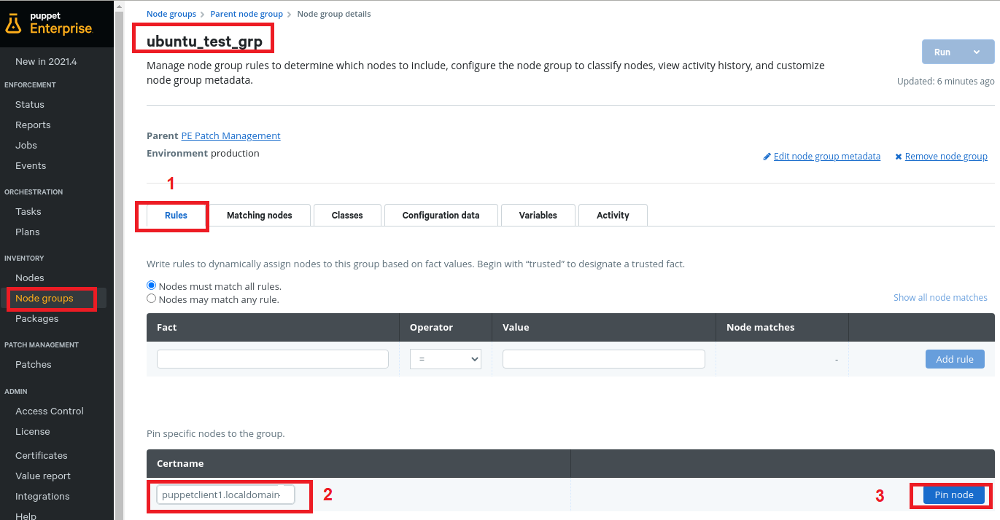 puppet
Enterprise
New in 2021.4
ENFORCEMENT
Status
Reports
Jobs
Events
ORCHESTRATION
Tasks
Plans
INVENTORY
Nodes
Node groups
Packages
PATCH MANAGEMENT
Patches
ADMIN
Access Control
License
Certificates
Value report
Integrations
Help
Node groups > Parent node group > Node group details
ubuntu_test_grp
Manage node group rules to determine which nodes to include, configure the node group to classify nodes, view activity history, and customize
node group metadata.
Run
Updated: 6 minutes ago
Parent PE Patch Management
Environment production
Edit node group metadata
Remove node group
1
Rules
Matching nodes
Classes
Configuration data
Variables
Activity
Write rules to dynamically assign nodes to this group based on fact values. Begin with “trusted” to designate a trusted fact.
Nodes must match all rules.
Nodes may match any rule.
Show all node matches
Fact
Operator
Value
Node matches
=
-
Add rule
Pin specific nodes to the group.
Certname
puppetclient1.localdomain
2
3
Pin node